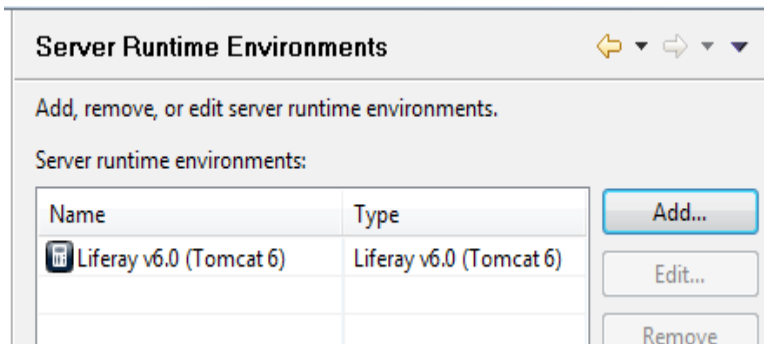 Server Runtime Environments
Add, remove, or edit server runtime environments.
Server runtime environments:
Name Type Add...
Liferay v6.0 (Tomcat 6) Liferay v6.0 (Tomcat 6)
Edit...
Remove